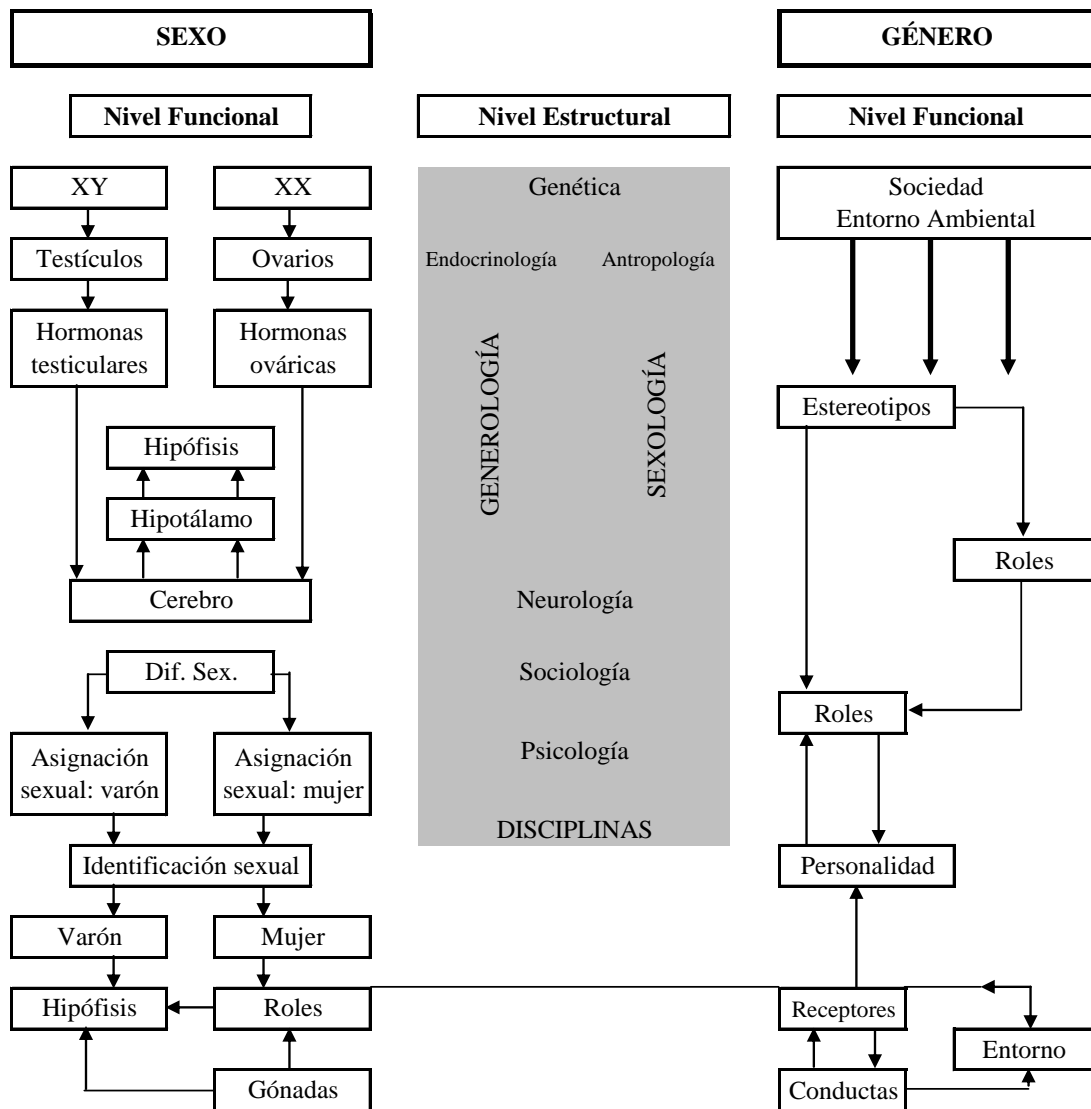 SEXO
GÉNERO
Nivel Funcional
Nivel Estructural
Nivel Funcional
XY
XX
Genética
Sociedad
Entorno Ambiental
Testículos
Ovarios
Endocrinología
Antropología
Hormonas
testiculares
Hormonas
ováricas
GENEROLOGÍA
SEXOLOGÍA
Estereotipos
Hipófisis
Hipotálamo
Roles
Cerebro
Neurología
Dif. Sex.
Sociología
Roles
Asignación
sexual: varón
Asignación
sexual: mujer
Psicología
DISCIPLINAS
Identificación sexual
Personalidad
Varón
Mujer
Hipófisis
Roles
Receptores
Entorno
Gónadas
Conductas